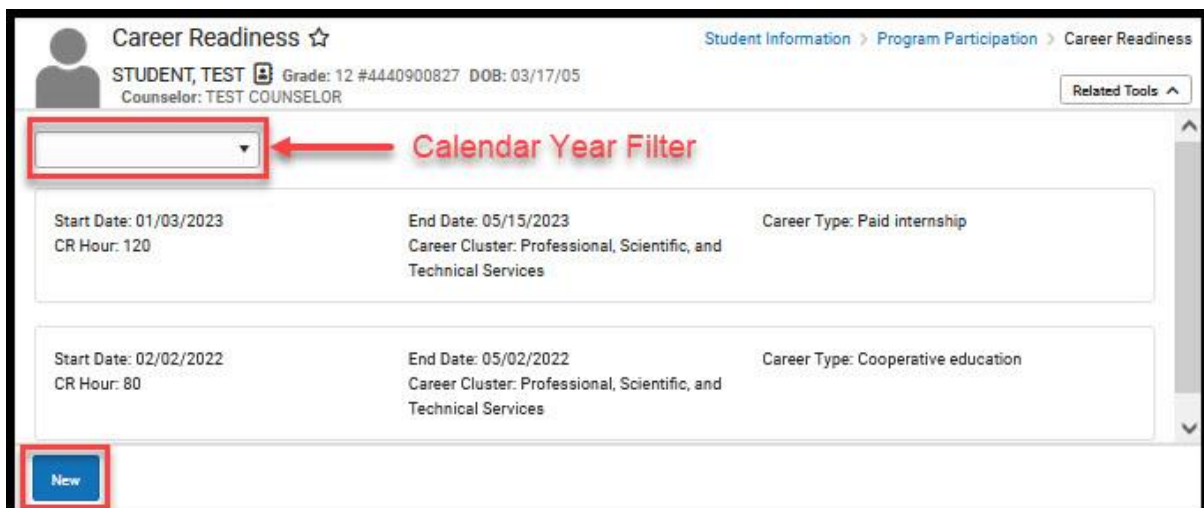 Career Readiness
Student Information > Program Participation > Career Readiness
STUDENT, TEST Grade: 12 #4440900827 DOB: 03/17/05
Counselor: TEST COUNSELOR
Related Tools
Calendar Year Filter
Start Date: 01/03/2023
CR Hour: 120
End Date: 05/15/2023
Career Cluster: Professional, Scientific, and
Technical Services
Career Type: Paid internship
Start Date: 02/02/2022
CR Hour: 80
End Date: 05/02/2022
Career Cluster: Professional, Scientific, and
Technical Services
Career Type: Cooperative education
New